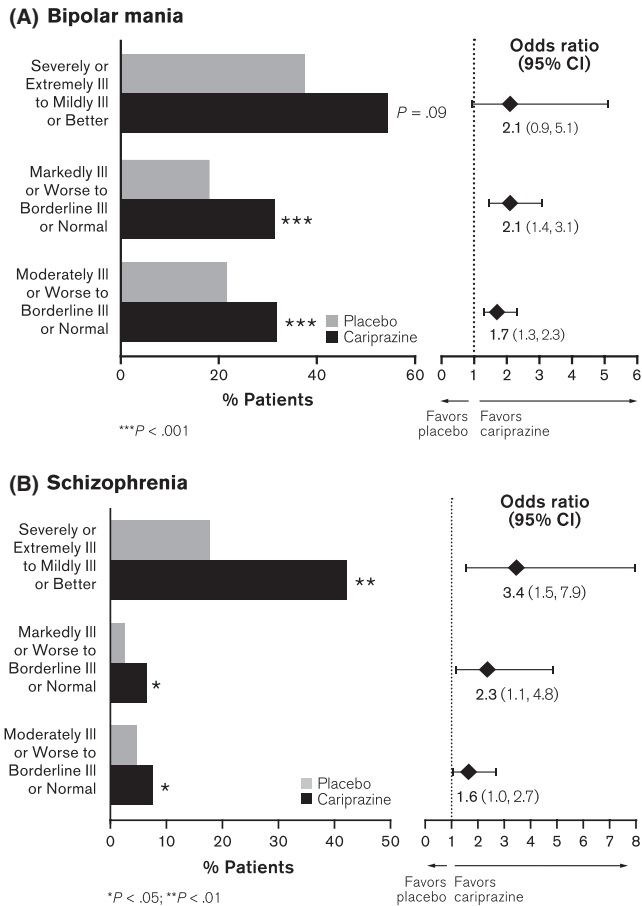 (A) Bipolar mania
Odds ratio
(95% CI)
Severely or
Extremely Ill
to Mildly Ill
or Better
P = .09
2.1 (0.9, 5.1)
Markedly Ill
or Worse to
Borderline Ill
or Normal
***
2.1 (1.4, 3.1)
Moderately Ill
or Worse to
Borderline Ill
or Normal
***
Placebo
Cariprazine
1.7 (1.3, 2.3)
0 20 40 60
% Patients
0 1 2 3 4 5 6
Favors
placebo
Favors
cariprazine
***P < .001
(B) Schizophrenia
Odds ratio
(95% CI)
Severely or
Extremely Ill
to Mildly Ill
or Better
**
3.4 (1.5, 7.9)
Markedly Ill
or Worse to
Borderline Ill
or Normal
*
2.3 (1.1, 4.8)
Moderately Ill
or Worse to
Borderline Ill
or Normal
*
Placebo
Cariprazine
1.6 (1.0, 2.7)
0 10 20 30 40 50
% Patients
0 1 2 3 4 5 6 7 8
Favors
placebo
Favors
cariprazine
*P < .05; **P < .01